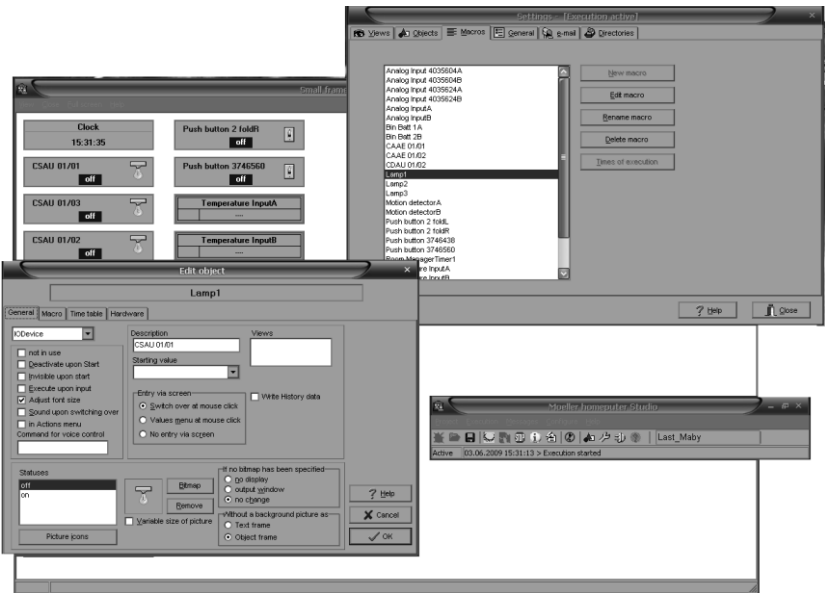 Settings - [Execution active]
Views
Objects
Macros
General
e-mail
Directories
Analog Input 4035604A
Analog Input 4035604B
Analog Input 4035624A
Analog Input 4035624B
Analog InputA
Analog InputB
Bin Batt 1A
Bin Batt 2B
CAAE 01/01
CAAE 01/02
CDAU 01/02
Lamp1
Lamp2
Lamp3
Motion detectorA
Motion detectorB
Push button 2 foldL
Push button 2 foldR
Push button 3746438
Push button 3746560
Room ManagerTimer1
re InputA
New macro
Edit macro
Rename macro
Delete macro
Times of execution
Help
Close
Small frame
Clock
15:31:35
Push button 2 foldR
off
CSAU 01/01
off
Push button 3746560
off
CSAU 01/03
off
Temperature InputA
---
CSAU 01/02
off
Temperature InputB
---
Edit object
Lamp1
General
Macro
Time table
Hardware
IODevice
not in use
Deactivate upon Start
Invisible upon start
Execute upon input
Adjust font size
Sound upon switching over
in Actions menu
Command for voice control
Description
CSAU 01/01
Starting value
Views
Entry via screen
Switch over at mouse click
Values menu at mouse click
No entry via screen
Write History data
Statuses
off
on
Picture icons
Bitmap
Remove
Variable size of picture
If no bitmap has been specified
no display
output window
no change
Without a background picture as
Text frame
Object frame
Help
Cancel
OK
Moeller homeputer Studio
Last_Maby
Active
03.06.2009 15:31:13 > Execution started